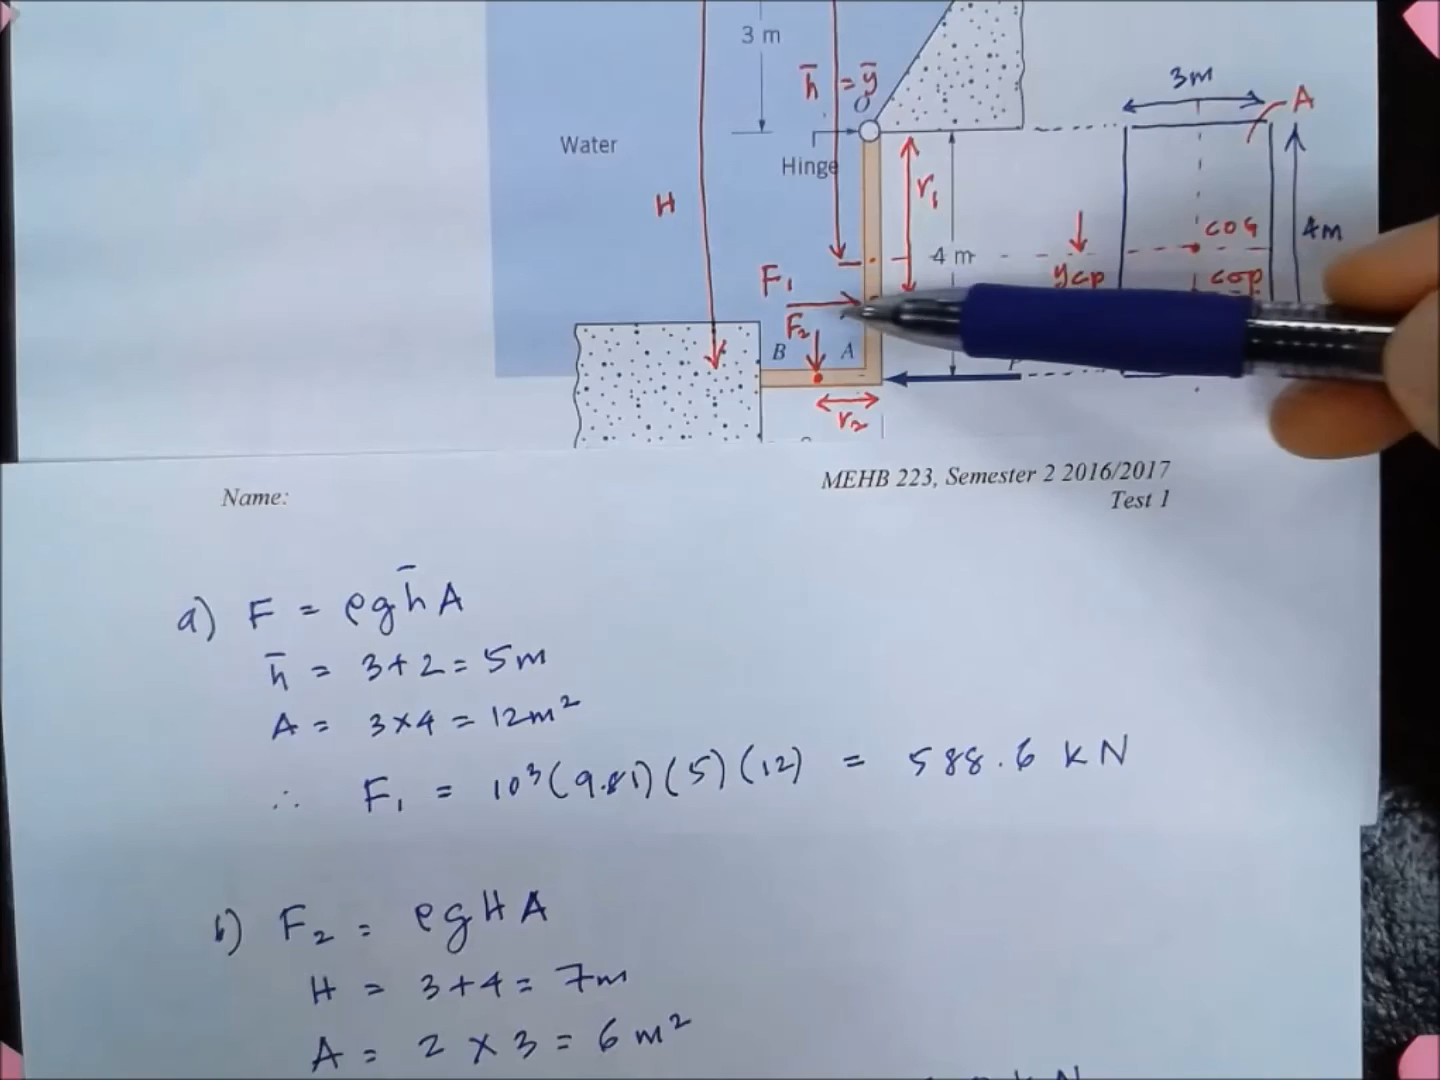 3 m
h̄ = ȳ
O
3m
A
Water
Hinge
r₁
H
COG
4m
4 m
ycp
COP
F₁
F₂
B
A
P
r₂
Name:
MEHB 223, Semester 2 2016/2017
Test 1
a) F = ρgh̄A
h̄ = 3+2 = 5m
A = 3×4 = 12m²
∴ F₁ = 10³(9.81)(5)(12) = 588.6 kN
b) F₂ = ρgHA
H = 3+4 = 7m
A = 2 × 3 = 6 m²